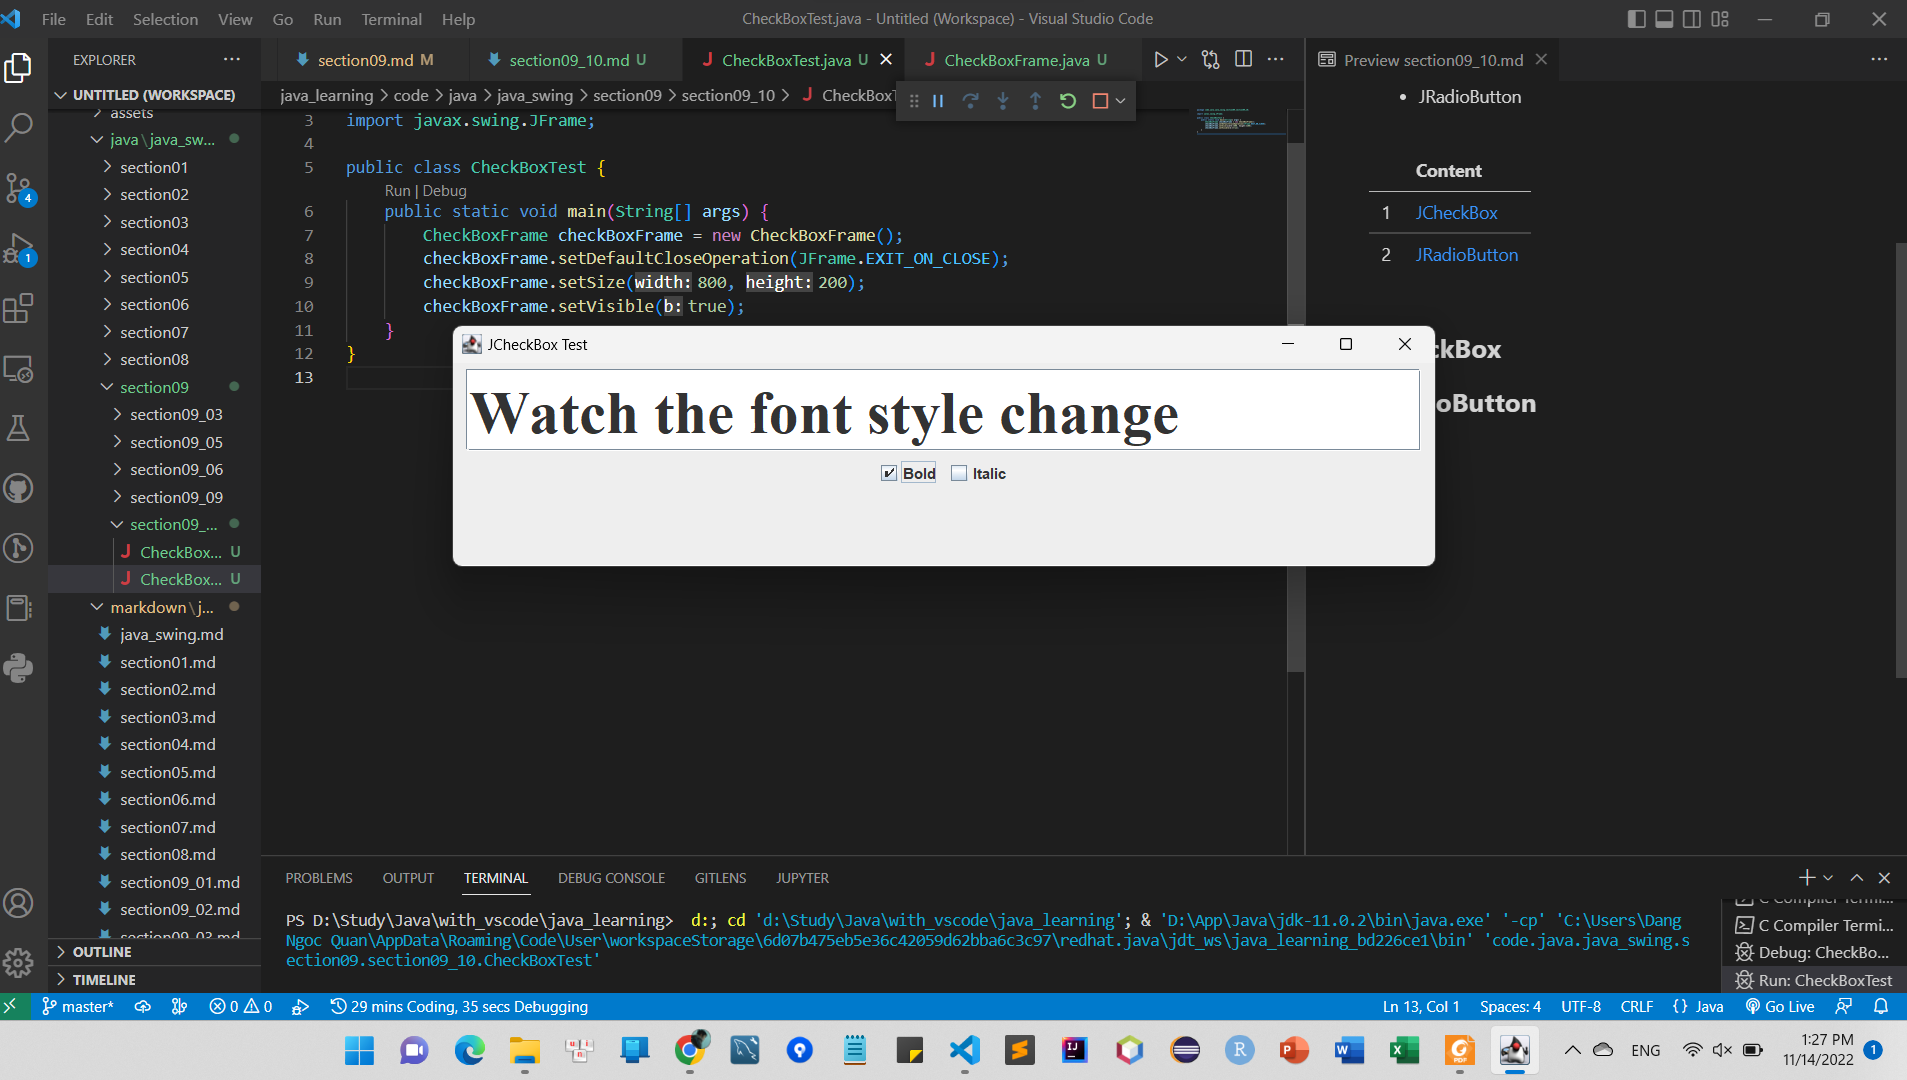 File Edit Selection View Go Run Terminal Help
CheckBoxTest.java - Untitled (Workspace) - Visual Studio Code
EXPLORER
UNTITLED (WORKSPACE)
assets
java\java_sw...
section01
section02
section03
section04
section05
section06
section07
section08
section09
section09_03
section09_05
section09_06
section09_09
section09_...
CheckBox... U
CheckBox... U
markdown\j...
java_swing.md
section01.md
section02.md
section03.md
section04.md
section05.md
section06.md
section07.md
section08.md
section09_01.md
section09_02.md
section09_03.md
OUTLINE
TIMELINE
4
1
section09.md M
section09_10.md U
CheckBoxTest.java U
CheckBoxFrame.java U
java_learning > code > java > java_swing > section09 > section09_10 > CheckBoxT
3 import javax.swing.JFrame;
4
5 public class CheckBoxTest {
Run | Debug
6 public static void main(String[] args) {
7 CheckBoxFrame checkBoxFrame = new CheckBoxFrame();
8 checkBoxFrame.setDefaultCloseOperation(JFrame.EXIT_ON_CLOSE);
9 checkBoxFrame.setSize(width: 800, height: 200);
10 checkBoxFrame.setVisible(b: true);
11 }
12 }
13
JCheckBox Test
Watch the font style change
Bold Italic
Preview section09_10.md
• JRadioButton
Content
1 JCheckBox
2 JRadioButton
ckBox
oButton
PROBLEMS OUTPUT TERMINAL DEBUG CONSOLE GITLENS JUPYTER
PS D:\Study\Java\with_vscode\java_learning> d:; cd 'd:\Study\Java\with_vscode\java_learning'; & 'D:\App\Java\jdk-11.0.2\bin\java.exe' '-cp' 'C:\Users\Dang
Ngoc Quan\AppData\Roaming\Code\User\workspaceStorage\6d07b475eb5e36c42059d62bba6c3c97\redhat.java\jdt_ws\java_learning_bd226ce1\bin' 'code.java.java_swing.s
ection09.section09_10.CheckBoxTest'
C Compiler Termi...
C Compiler Termi...
Debug: CheckBo...
Run: CheckBoxTest
master* 0 0 29 mins Coding, 35 secs Debugging
Ln 13, Col 1 Spaces: 4 UTF-8 CRLF {} Java Go Live
ENG
1:27 PM
11/14/2022
1